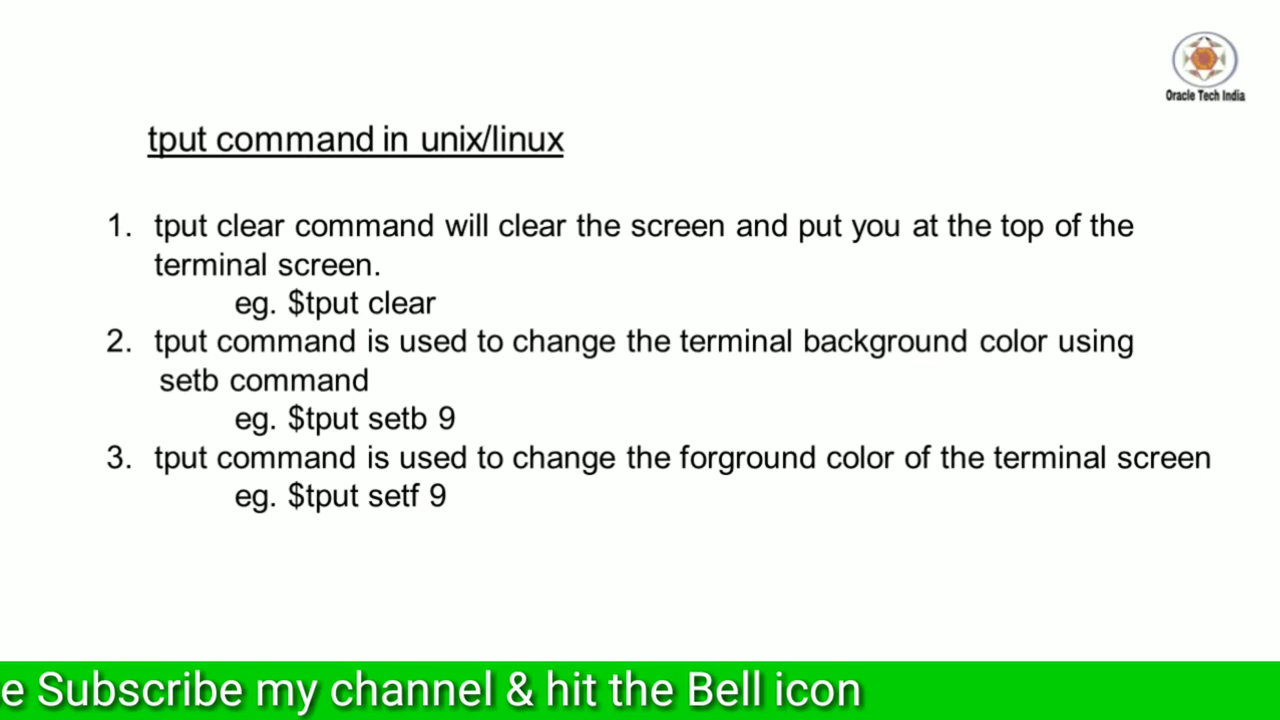 Oracle Tech India
tput command in unix/linux
1. tput clear command will clear the screen and put you at the top of the
terminal screen.
eg. $tput clear
2. tput command is used to change the terminal background color using
setb command
eg. $tput setb 9
3. tput command is used to change the forground color of the terminal screen
eg. $tput setf 9
e Subscribe my channel & hit the Bell icon